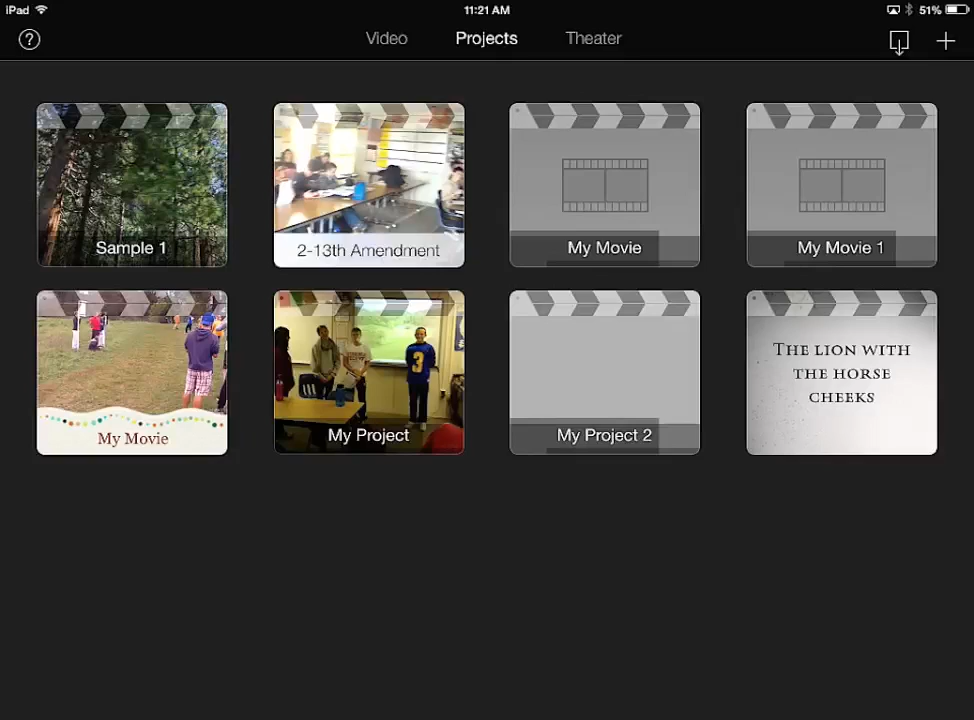 iPad 11:21 AM 51%
? Video Projects Theater
Sample 1
2-13th Amendment
My Movie
My Movie 1
My Movie
My Project
3
My Project 2
The lion with
the horse
cheeks